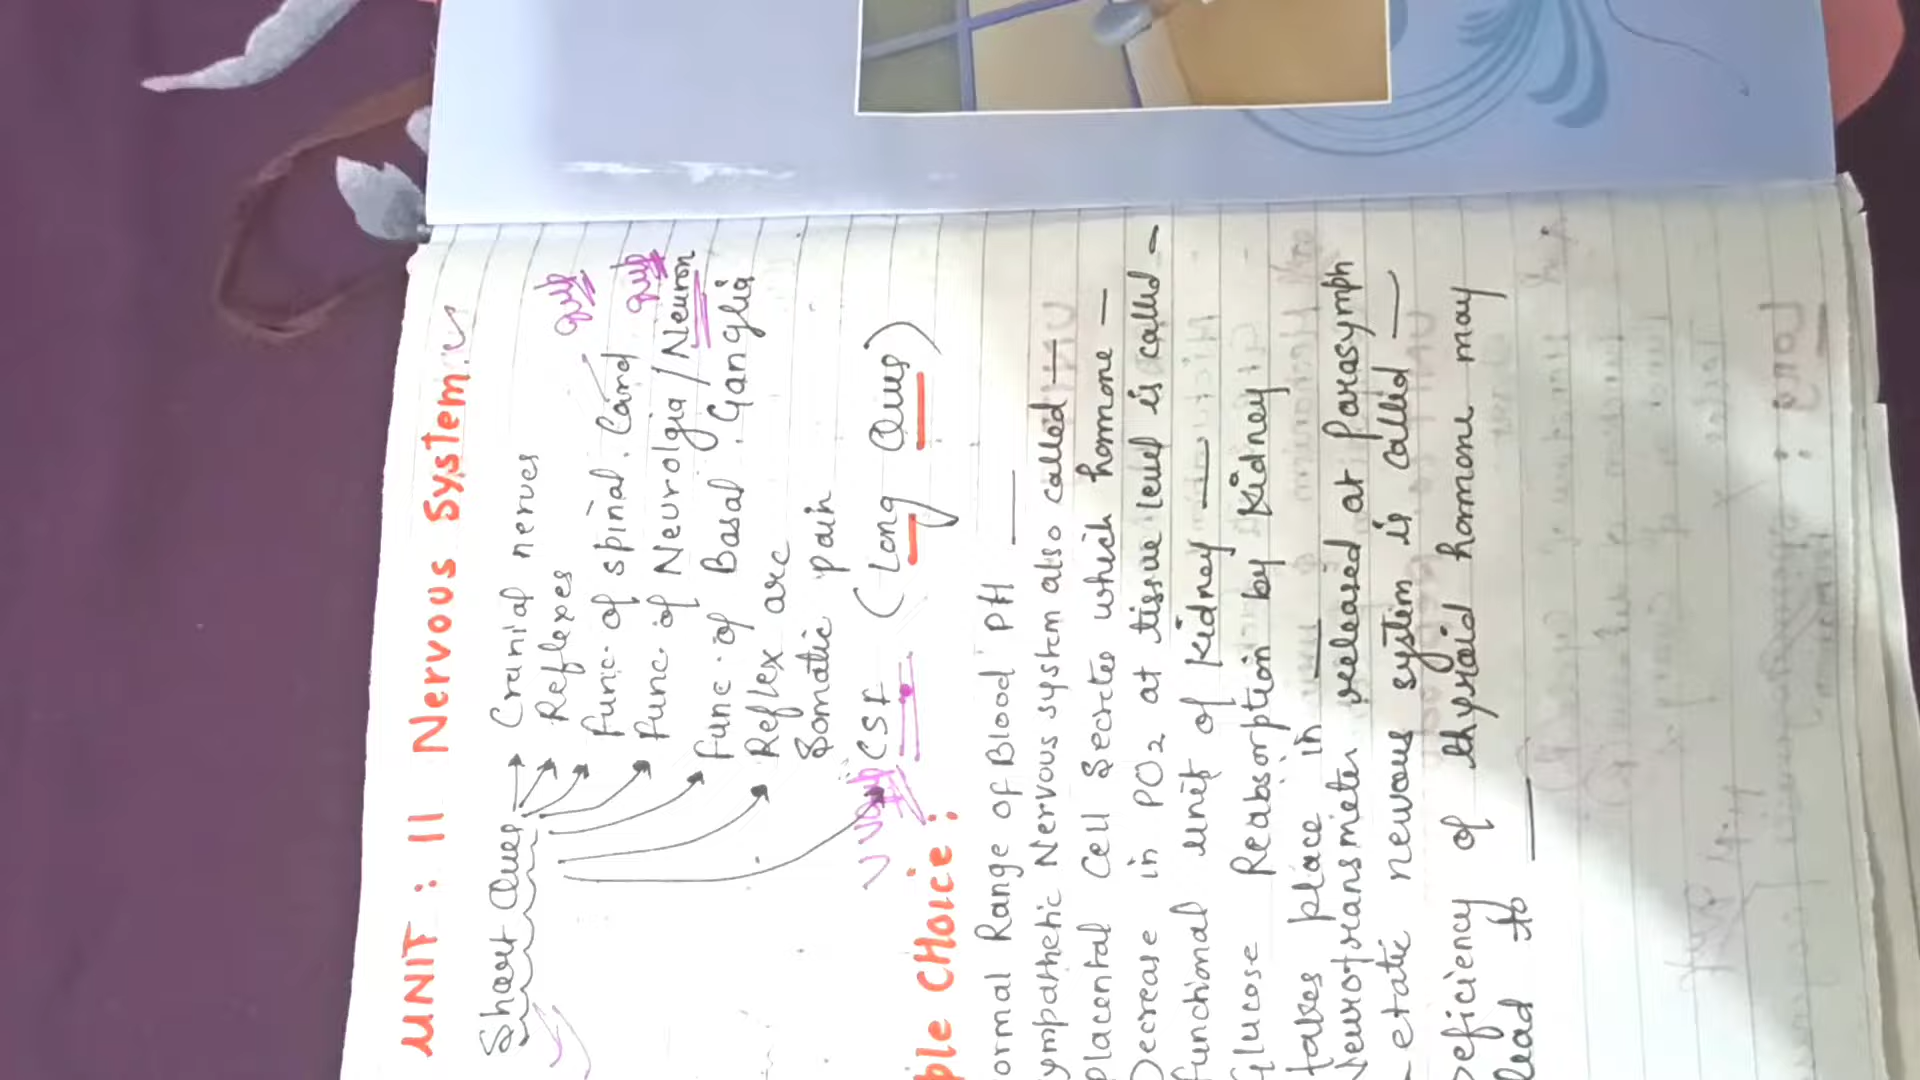 UNIT : II Nervous System
Short Ques
Cranial nerves
Reflexes
func. of spinal Cord
func. of Neurolgia / Neuron
func. of Basal Ganglia
Reflex arc
Somatic pain
CSF ( Long Ques )
ple CHOICE :
ormal Range of Blood PH
ympathetic Nervous system also called
placental Cell Secretes which homone
Decrease in PO2 at tissue level is called
functional unit of kidney
Glucose Reabsorption by kidney
takes place in
Neurotransmeter released at Parasymph
- etatic nervous system is called
Deficiency of thyroid homone may
lead to